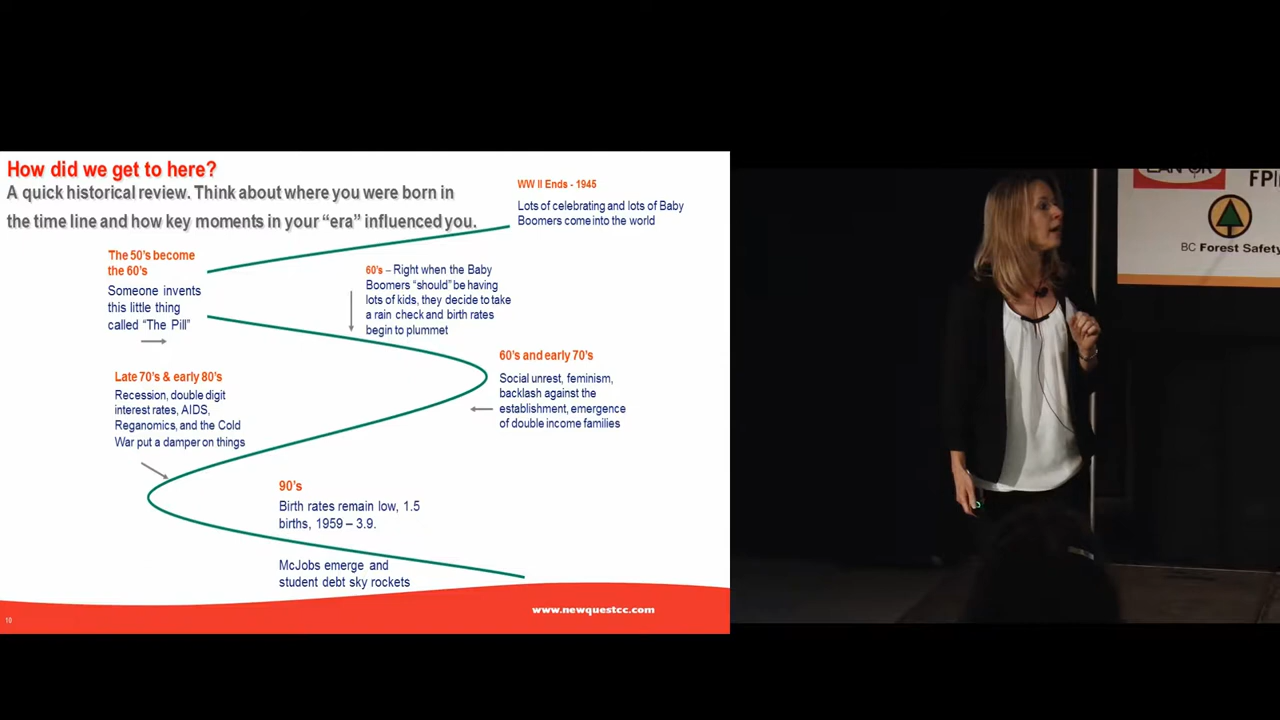 How did we get to here?
A quick historical review. Think about where you were born in
the time line and how key moments in your “era” influenced you.
WW II Ends - 1945
Lots of celebrating and lots of Baby
Boomers come into the world
The 50's become
the 60's
Someone invents
this little thing
called “The Pill”
60's – Right when the Baby
Boomers “should” be having
lots of kids, they decide to take
a rain check and birth rates
begin to plummet
60's and early 70's
Social unrest, feminism,
backlash against the
establishment, emergence
of double income families
Late 70's & early 80's
Recession, double digit
interest rates, AIDS,
Reganomics, and the Cold
War put a damper on things
90's
Birth rates remain low, 1.5
births, 1959 – 3.9.
McJobs emerge and
student debt sky rockets
www.newquestcc.com
10
BC Forest Safety